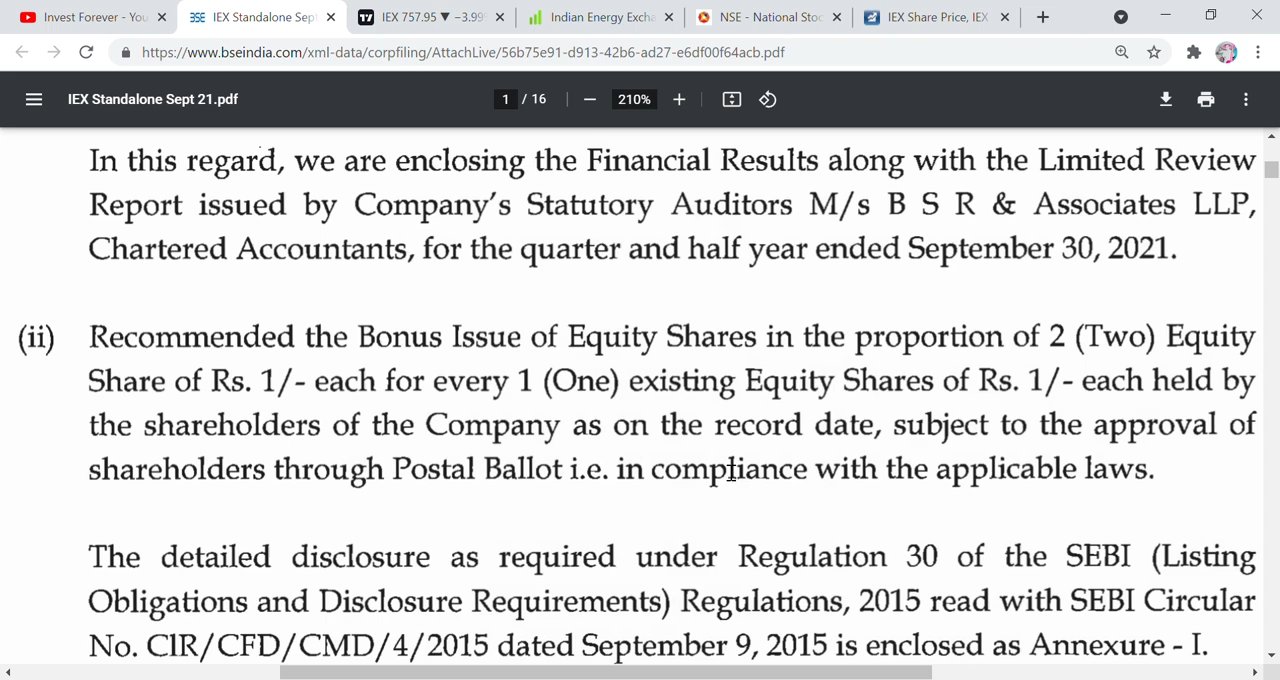 Invest Forever - You
IEX Standalone Sept
IEX 757.95 ▼ −3.99%
Indian Energy Excha
NSE - National Stoc
IEX Share Price, IEX
https://www.bseindia.com/xml-data/corpfiling/AttachLive/56b75e91-d913-42b6-ad27-e6df00f64acb.pdf
IEX Standalone Sept 21.pdf
1 / 16
210%
In this regard, we are enclosing the Financial Results along with the Limited Review
Report issued by Company's Statutory Auditors M/s B S R & Associates LLP,
Chartered Accountants, for the quarter and half year ended September 30, 2021.
(ii) Recommended the Bonus Issue of Equity Shares in the proportion of 2 (Two) Equity
Share of Rs. 1/- each for every 1 (One) existing Equity Shares of Rs. 1/- each held by
the shareholders of the Company as on the record date, subject to the approval of
shareholders through Postal Ballot i.e. in compliance with the applicable laws.
The detailed disclosure as required under Regulation 30 of the SEBI (Listing
Obligations and Disclosure Requirements) Regulations, 2015 read with SEBI Circular
No. CIR/CFD/CMD/4/2015 dated September 9, 2015 is enclosed as Annexure - I.